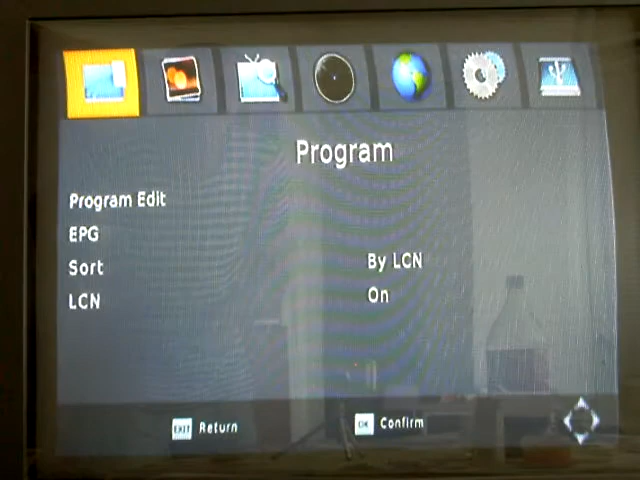 Program
Program Edit
EPG
Sort By LCN
LCN On
EXIT Return OK Confirm